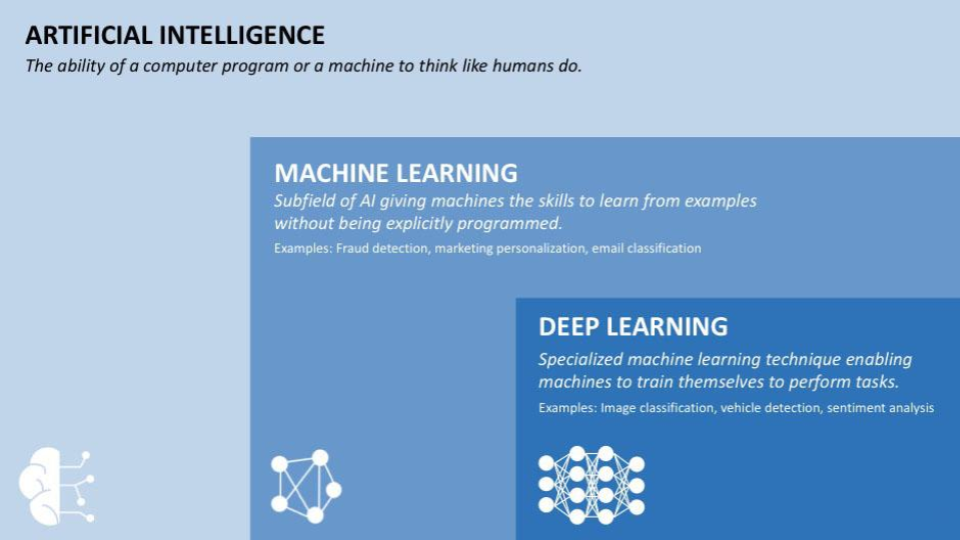 ARTIFICIAL INTELLIGENCE
The ability of a computer program or a machine to think like humans do.
MACHINE LEARNING
Subfield of AI giving machines the skills to learn from examples
without being explicitly programmed.
Examples: Fraud detection, marketing personalization, email classification
DEEP LEARNING
Specialized machine learning technique enabling
machines to train themselves to perform tasks.
Examples: Image classification, vehicle detection, sentiment analysis